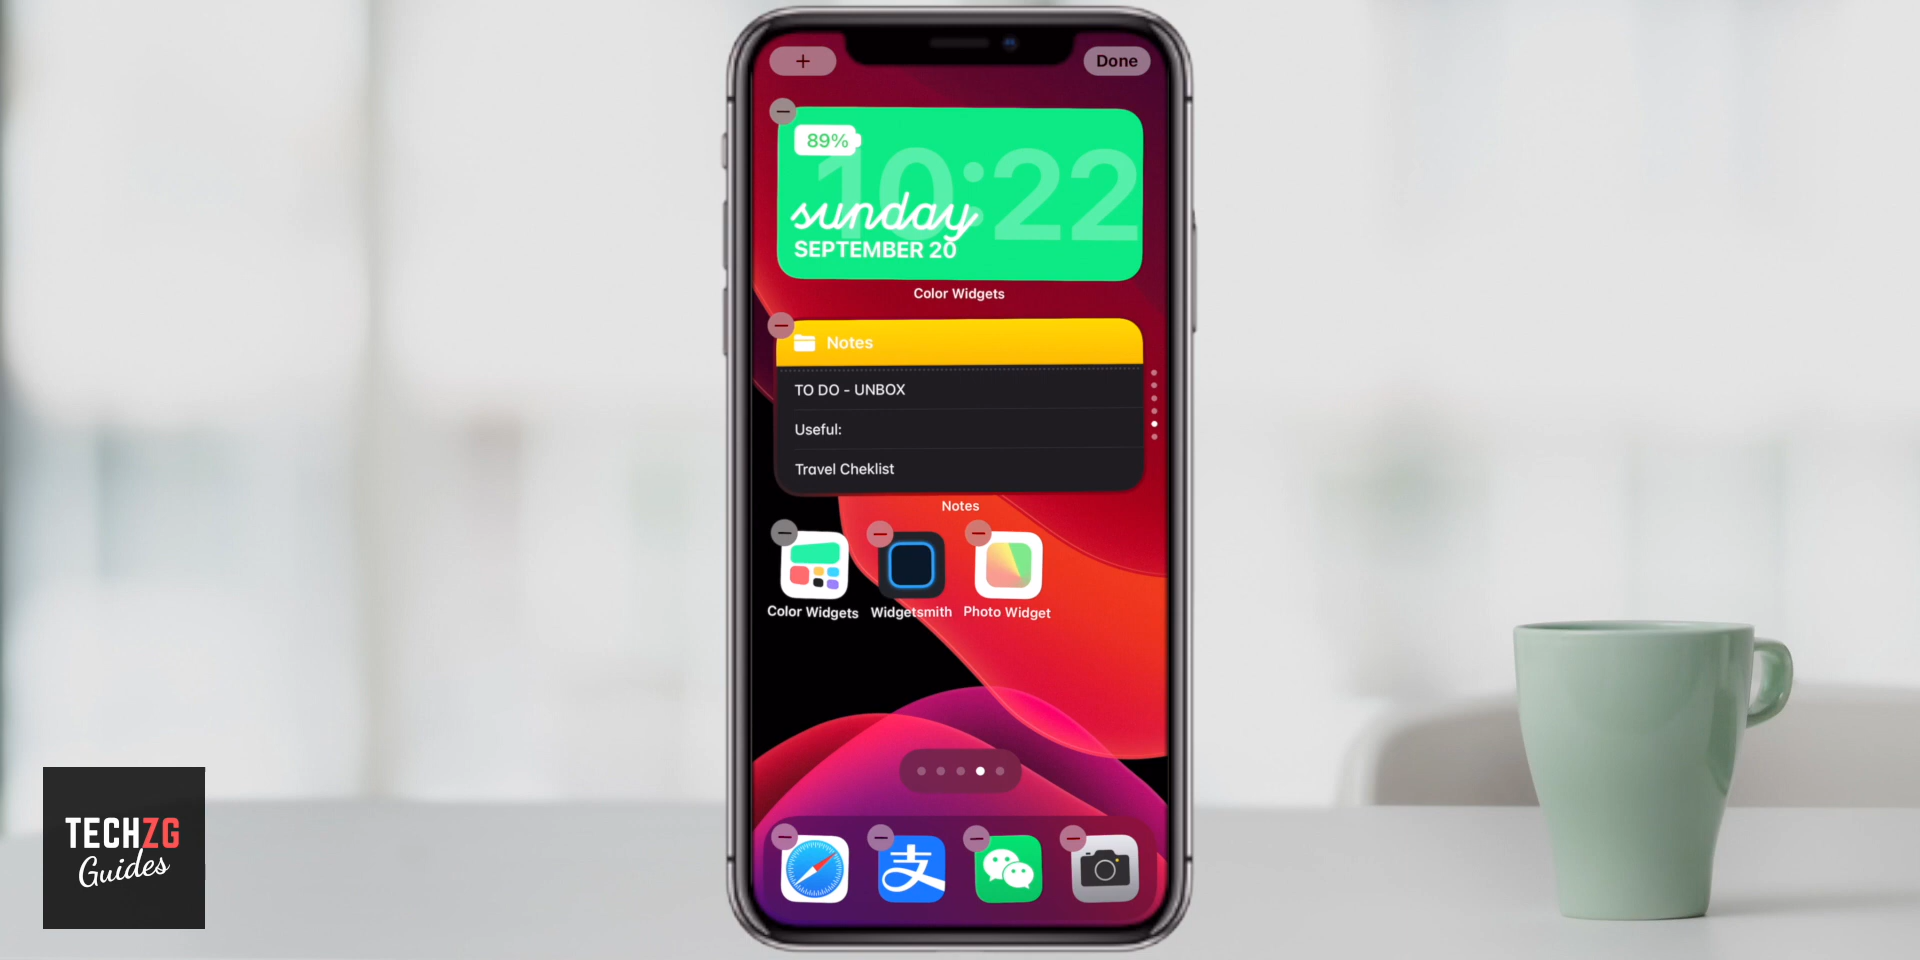 +
Done
89%
10:22
sunday
SEPTEMBER 20
Color Widgets
Notes
TO DO - UNBOX
Useful:
Travel Cheklist
Notes
Color Widgets
Widgetsmith
Photo Widget
支
TECHZG
Guides